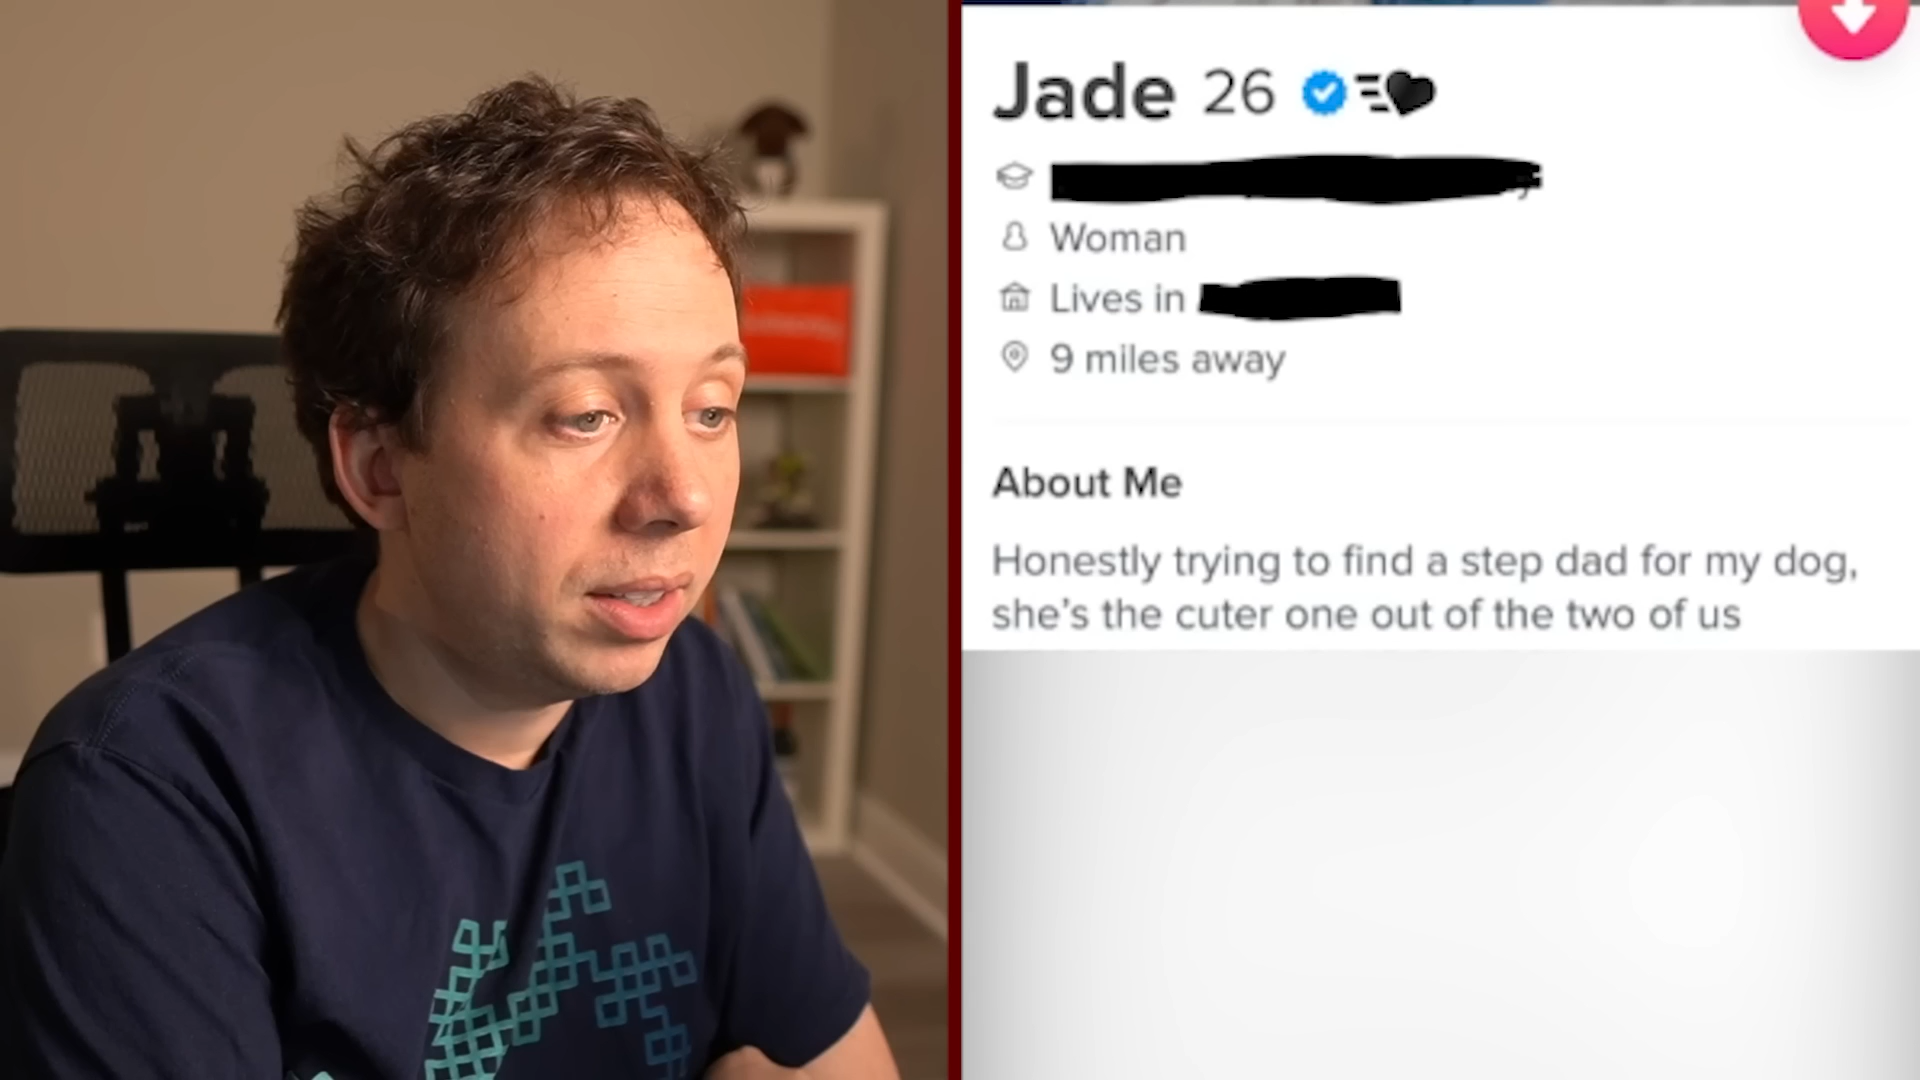 Jade 26
Woman
Lives in
9 miles away
About Me
Honestly trying to find a step dad for my dog,
she's the cuter one out of the two of us